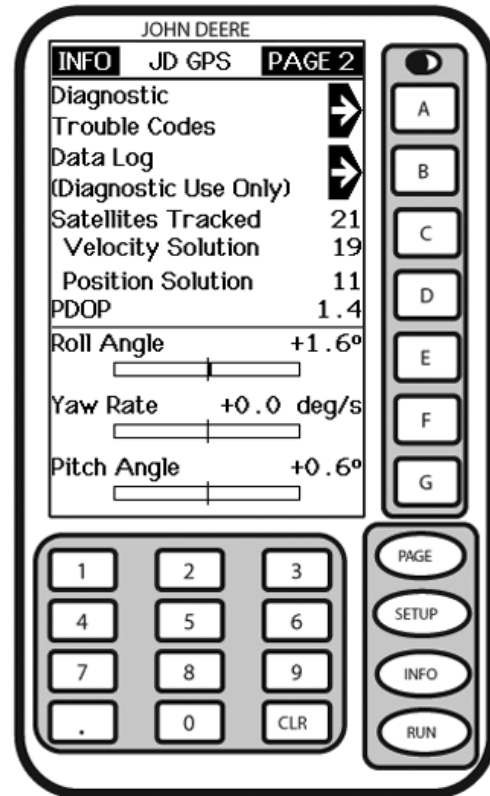 JOHN DEERE
INFO JD GPS PAGE 2
Diagnostic
Trouble Codes
Data Log
(Diagnostic Use Only)
Satellites Tracked 21
Velocity Solution 19
Position Solution 11
PDOP 1.4
Roll Angle +1.6º
Yaw Rate +0.0 deg/s
Pitch Angle +0.6º
A
B
C
D
E
F
G
1 2 3
4 5 6
7 8 9
. 0 CLR
PAGE
SETUP
INFO
RUN